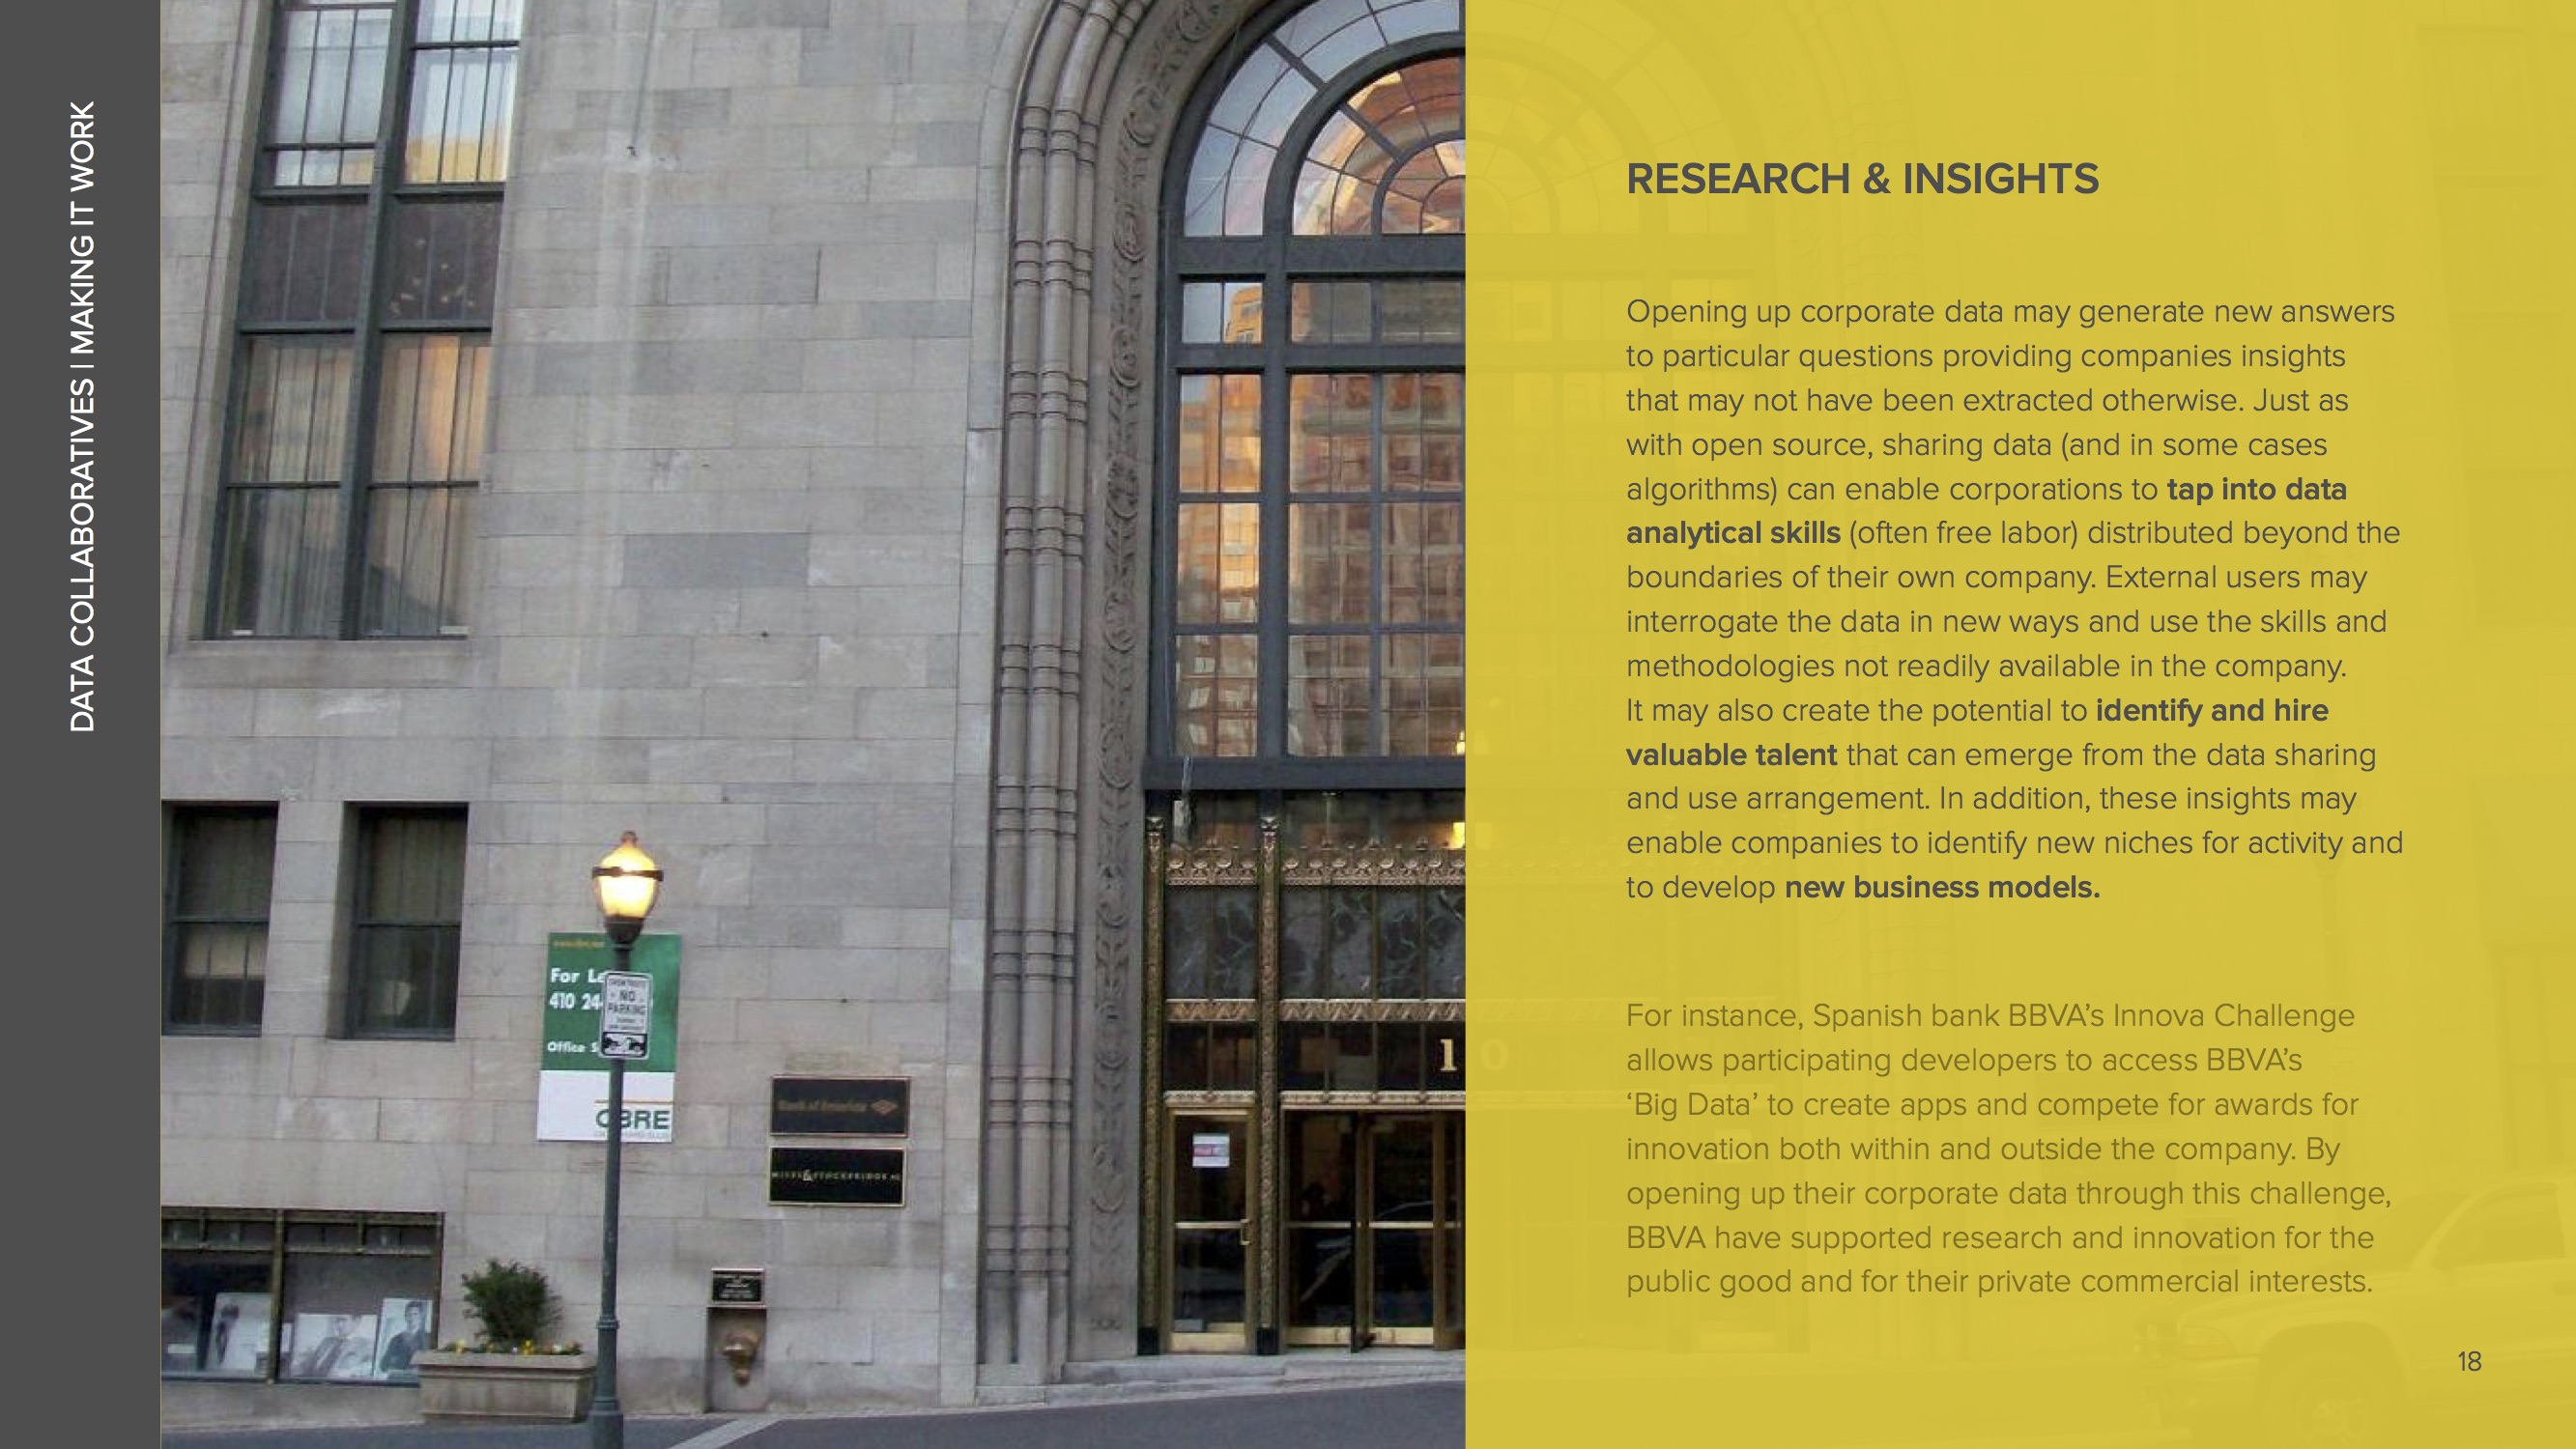 DATA COLLABORATIVES | MAKING IT WORK
RESEARCH & INSIGHTS
Opening up corporate data may generate new answers
to particular questions providing companies insights
that may not have been extracted otherwise. Just as
with open source, sharing data (and in some cases
algorithms) can enable corporations to tap into data
analytical skills (often free labor) distributed beyond the
boundaries of their own company. External users may
interrogate the data in new ways and use the skills and
methodologies not readily available in the company.
It may also create the potential to identify and hire
valuable talent that can emerge from the data sharing
and use arrangement. In addition, these insights may
enable companies to identify new niches for activity and
to develop new business models.
For instance, Spanish bank BBVA’s Innova Challenge
allows participating developers to access BBVA’s
‘Big Data’ to create apps and compete for awards for
innovation both within and outside the company. By
opening up their corporate data through this challenge,
BBVA have supported research and innovation for the
public good and for their private commercial interests.
18
For
410 24
Office
CBRE
NO
PARKING
Bank of America
MILES & STOCKBRIDGE
10